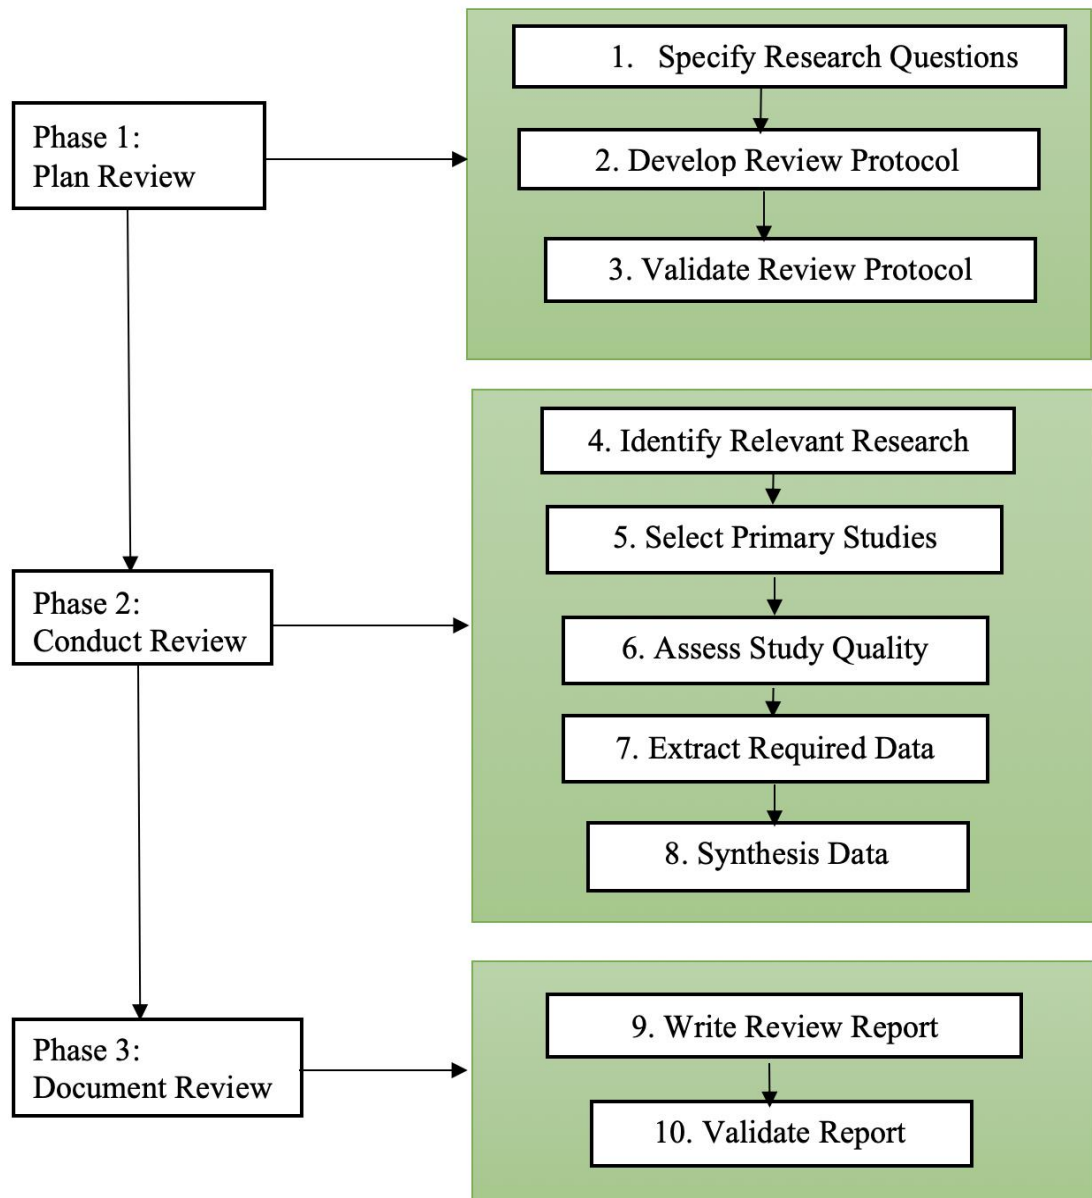 Phase 1:
Plan Review
1. Specify Research Questions
2. Develop Review Protocol
3. Validate Review Protocol
Phase 2:
Conduct Review
4. Identify Relevant Research
5. Select Primary Studies
6. Assess Study Quality
7. Extract Required Data
8. Synthesis Data
Phase 3:
Document Review
9. Write Review Report
10. Validate Report